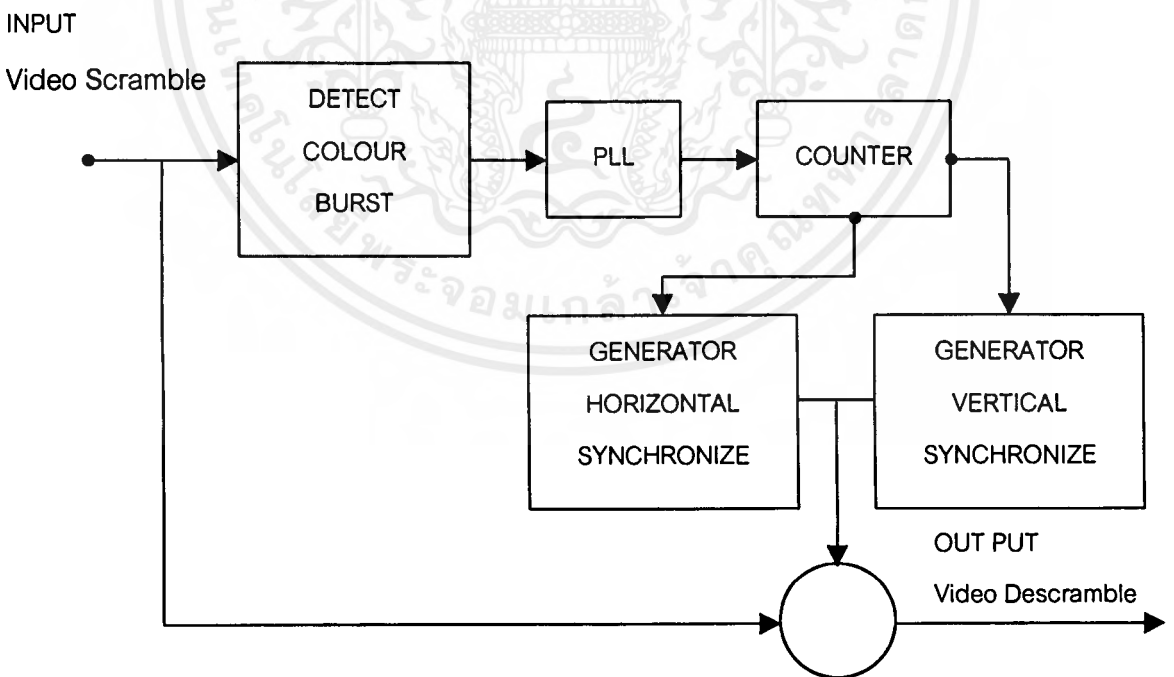 INPUT
Video Scramble
DETECT
COLOUR
BURST
PLL
COUNTER
GENERATOR
HORIZONTAL
SYNCHRONIZE
GENERATOR
VERTICAL
SYNCHRONIZE
OUT PUT
Video Descramble